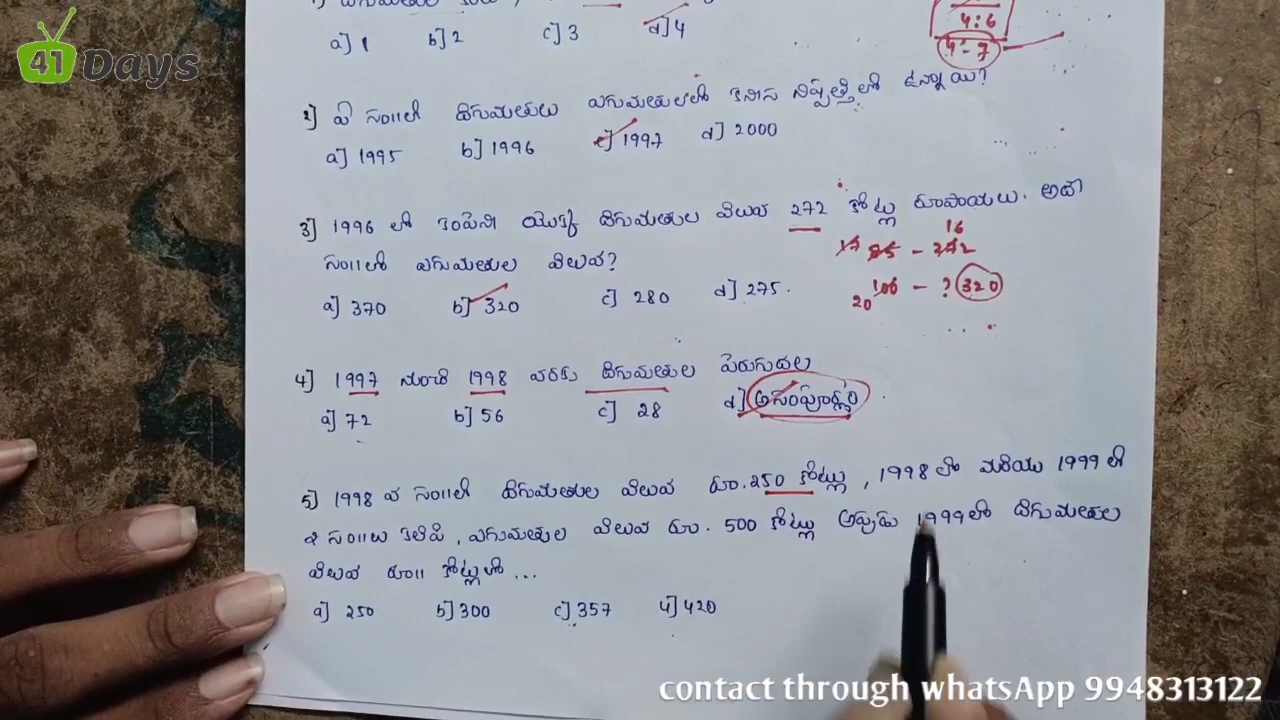 a] 1 b] 2 c] 3 d] 4
4:6
4-7
41 Days
2] ఏ సం॥లో దిగుమతులు ఎగుమతులలో కనీస నిష్పత్తిలో ఉన్నాయి?
a] 1995 b] 1996 c] 1997 d] 2000
3] 1996 లో కంపెనీ యొక్క దిగుమతుల విలువ 272 కోట్లు రూపాయలు. అదే
సం॥లో ఎగుమతుల విలువ?
16
17 85 - 272
20 100 - ? 320
a] 370 b] 320 c] 280 d] 275.
4] 1997 నుంచి 1998 వరకు దిగుమతుల పెరుగుదల
a] 72 b] 56 c] 28 d] అసంపూర్ణం
5] 1998 వ సం॥లో దిగుమతుల విలువ రూ.250 కోట్లు, 1998లో మరియు 1999 లో
2 సం॥లు కలిపి, ఎగుమతుల విలువ రూ. 500 కోట్లు అప్పుడు 1999లో దిగుమతుల
విలువ రూ॥ కోట్లలో...
a] 250 b] 300 c] 357 4] 420
contact through whatsApp 9948313122